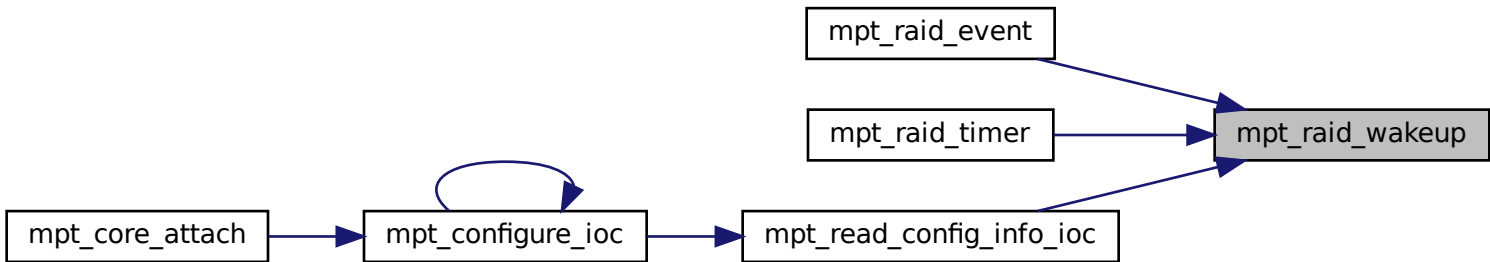 mpt_raid_event
mpt_raid_timer
mpt_raid_wakeup
mpt_core_attach
mpt_configure_ioc
mpt_read_config_info_ioc